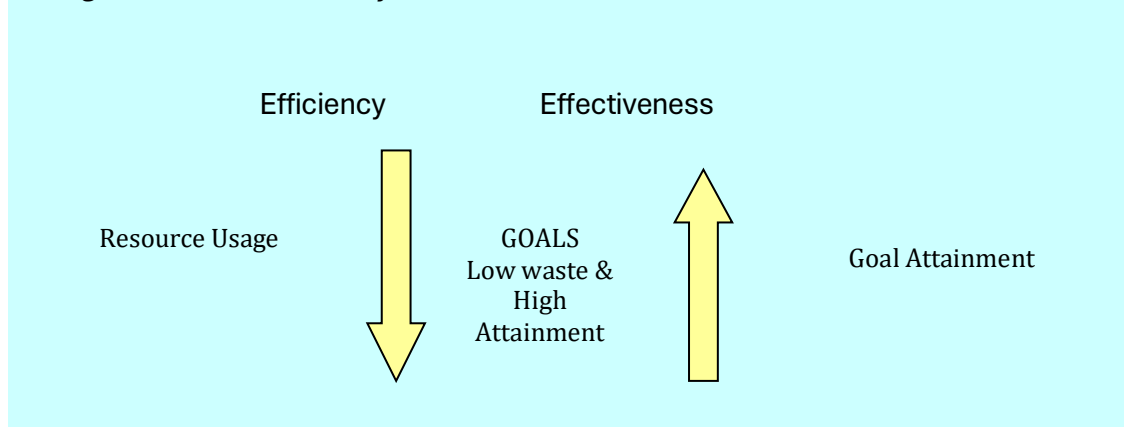 Efficiency
Effectiveness
Resource Usage
GOALS
Low waste &
High
Attainment
Goal Attainment